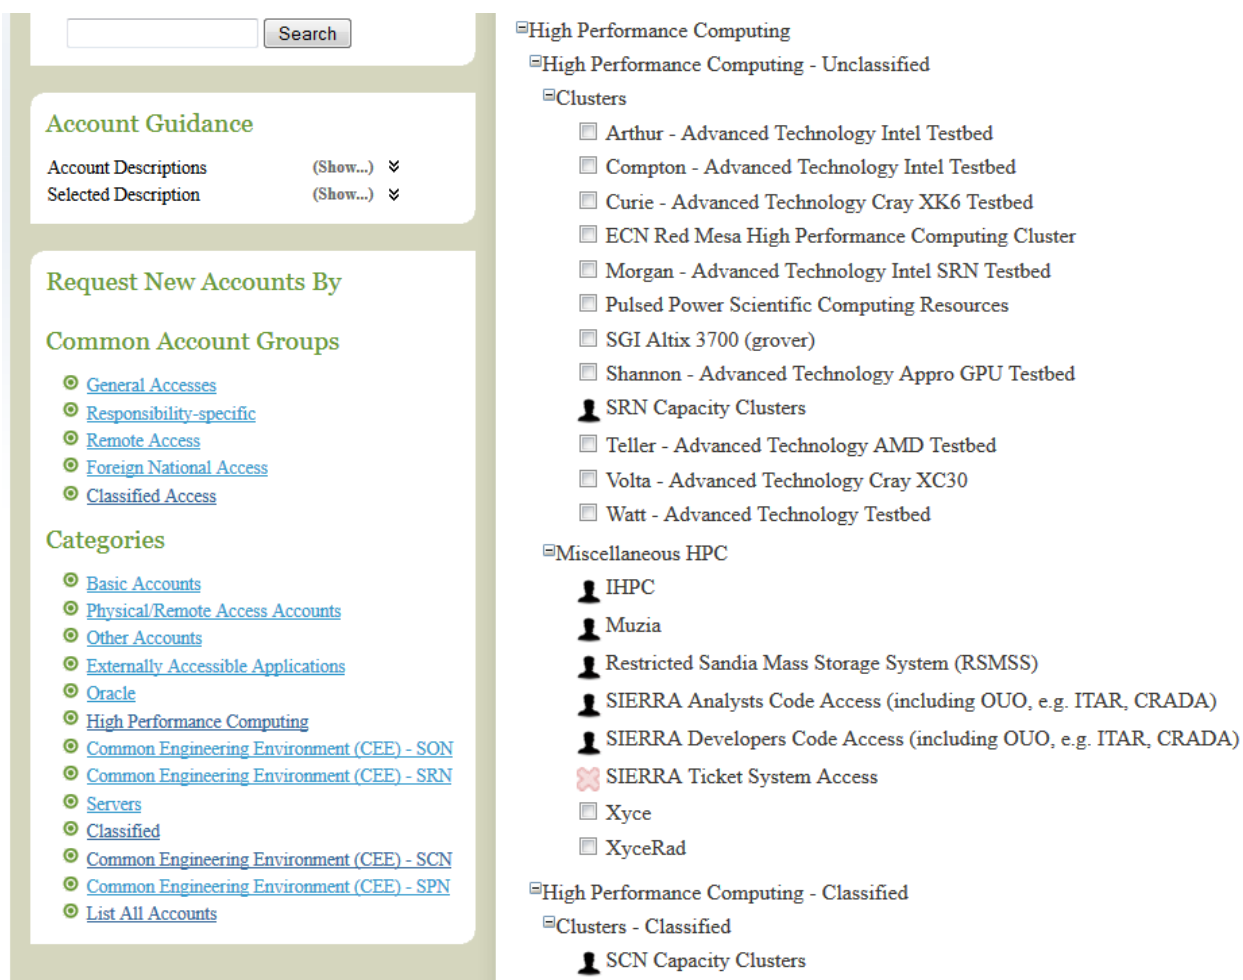 Search
Account Guidance
Account Descriptions (Show...)
Selected Description (Show...)
Request New Accounts By
Common Account Groups
General Accesses
Responsibility-specific
Remote Access
Foreign National Access
Classified Access
Categories
Basic Accounts
Physical/Remote Access Accounts
Other Accounts
Externally Accessible Applications
Oracle
High Performance Computing
Common Engineering Environment (CEE) - SON
Common Engineering Environment (CEE) - SRN
Servers
Classified
Common Engineering Environment (CEE) - SCN
Common Engineering Environment (CEE) - SPN
List All Accounts
High Performance Computing
High Performance Computing - Unclassified
Clusters
Arthur - Advanced Technology Intel Testbed
Compton - Advanced Technology Intel Testbed
Curie - Advanced Technology Cray XK6 Testbed
ECN Red Mesa High Performance Computing Cluster
Morgan - Advanced Technology Intel SRN Testbed
Pulsed Power Scientific Computing Resources
SGI Altix 3700 (grover)
Shannon - Advanced Technology Appro GPU Testbed
SRN Capacity Clusters
Teller - Advanced Technology AMD Testbed
Volta - Advanced Technology Cray XC30
Watt - Advanced Technology Testbed
Miscellaneous HPC
IHPC
Muzia
Restricted Sandia Mass Storage System (RSMSS)
SIERRA Analysts Code Access (including OUO, e.g. ITAR, CRADA)
SIERRA Developers Code Access (including OUO, e.g. ITAR, CRADA)
SIERRA Ticket System Access
Xyce
XyceRad
High Performance Computing - Classified
Clusters - Classified
SCN Capacity Clusters